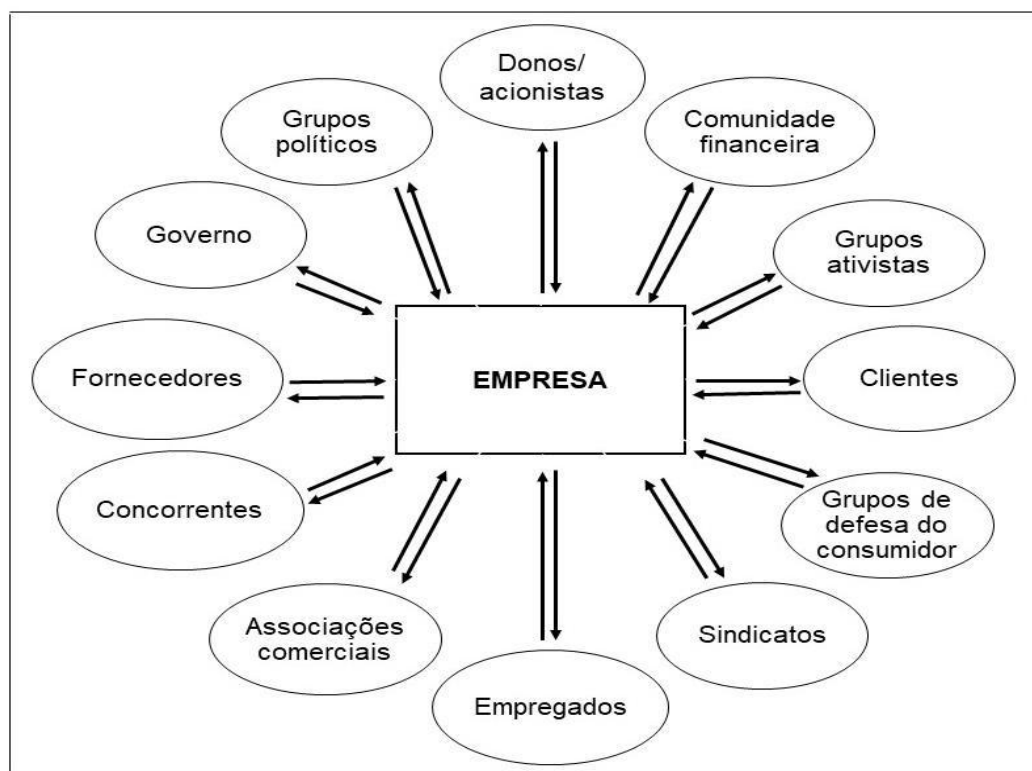 Donos/
acionistas
Grupos
políticos
Comunidade
financeira
Governo
Grupos
ativistas
Fornecedores
EMPRESA
Clientes
Concorrentes
Grupos de
defesa do
consumidor
Associações
comerciais
Sindicatos
Empregados